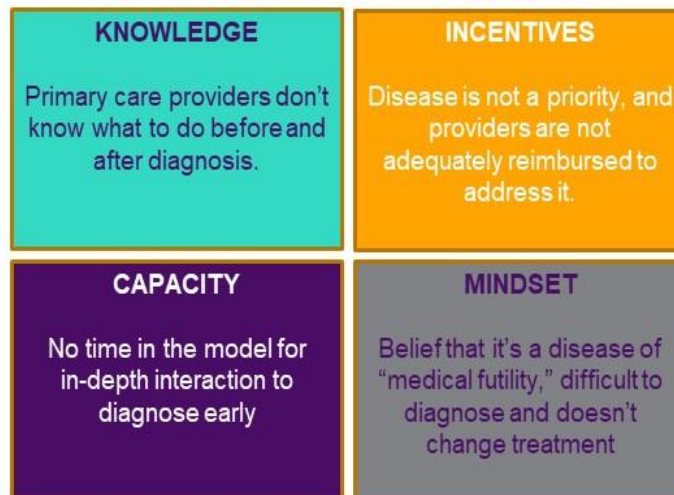 KNOWLEDGE
Primary care providers don't
know what to do before and
after diagnosis.
INCENTIVES
Disease is not a priority, and
providers are not
adequately reimbursed to
address it.
CAPACITY
No time in the model for
in-depth interaction to
diagnose early
MINDSET
Belief that it's a disease of
“medical futility,” difficult to
diagnose and doesn't
change treatment